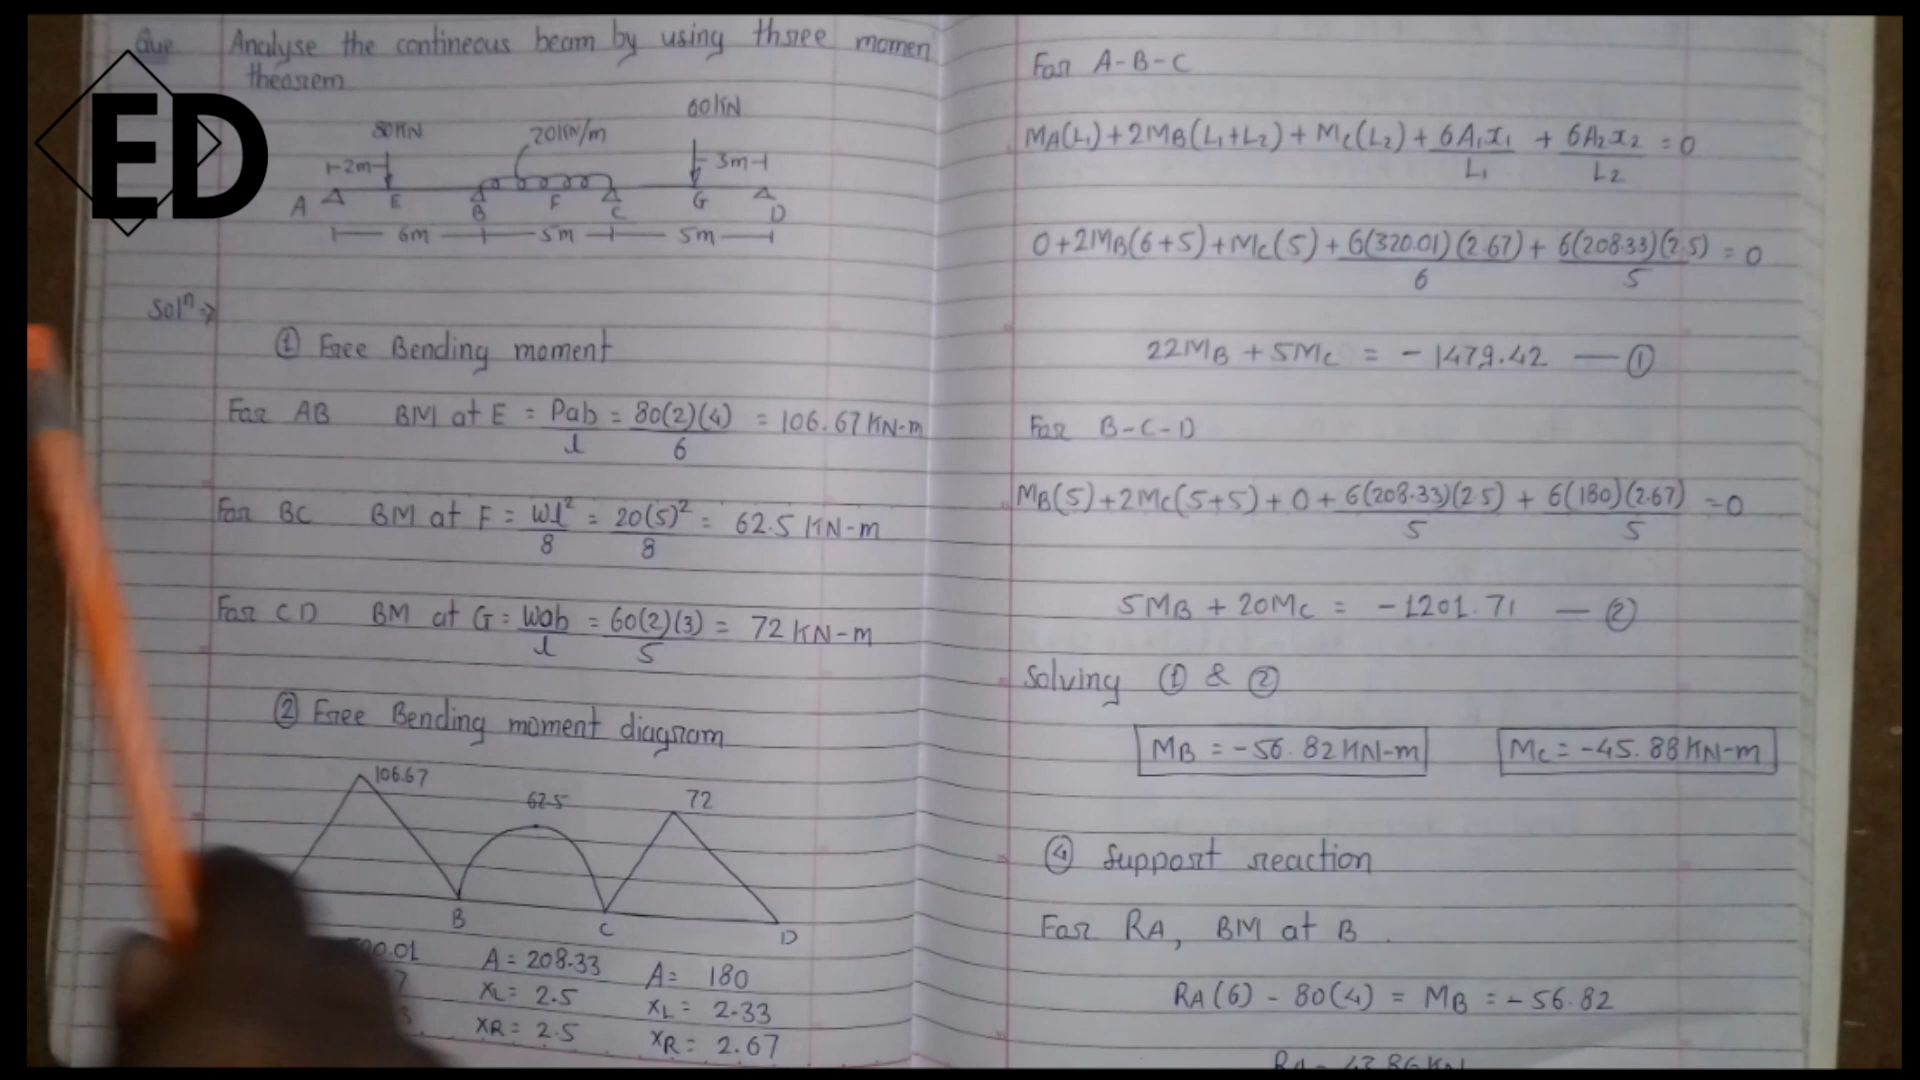 ED
Que Analyse the contineous beam by using three momen
theorem
80KN 20KN/m 60KN
2m 3m
A E B F C G D
6m 5m 5m
Solⁿ ⇒
① Free Bending moment
For AB BM at E = Pab/l = 80(2)(4)/6 = 106.67 KN-m
For BC BM at F = Wl²/8 = 20(5)²/8 = 62.5 KN-m
For CD BM at G = Wab/l = 60(2)(3)/5 = 72 KN-m
② Free Bending moment diagram
106.67 62.5 72
B C D
A = 208.33 A = 180
XL = 2.5 XL = 2.33
XR = 2.5 XR = 2.67
For A-B-C
MA(L1) + 2MB(L1+L2) + MC(L2) + 6A1x1/L1 + 6A2x2/L2 = 0
0 + 2MB(6+5) + MC(5) + 6(320.01)(2.67)/6 + 6(208.33)(2.5)/5 = 0
22MB + 5MC = -1479.42 — ①
For B-C-D
MB(5) + 2MC(5+5) + 0 + 6(208.33)(2.5)/5 + 6(180)(2.67)/5 = 0
5MB + 20MC = -1201.71 — ②
Solving ① & ②
MB = -56.82 KN-m MC = -45.88 KN-m
④ Support reaction
For RA, BM at B
RA(6) - 80(4) = MB = -56.82